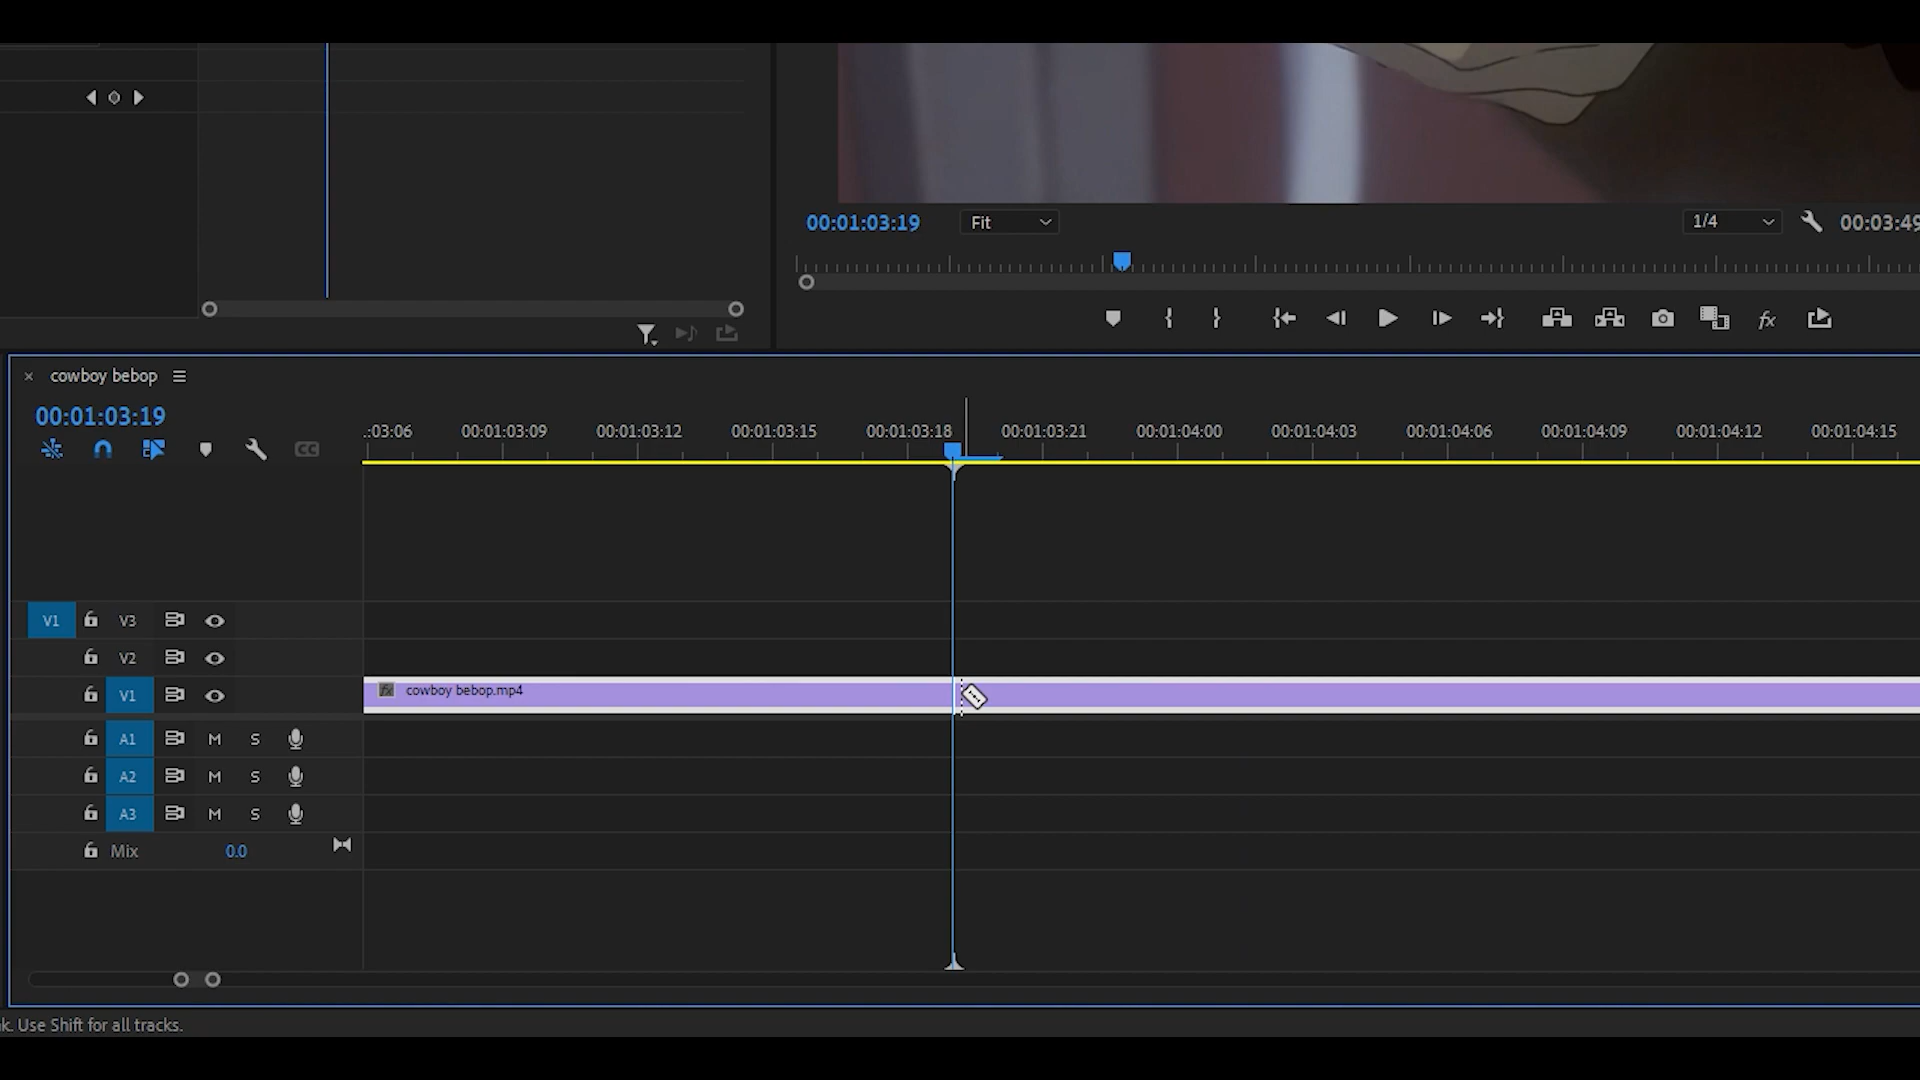 00:01:03:19 Fit 1/4 00:03:49
fx
× cowboy bebop
00:01:03:19
:03:06 00:01:03:09 00:01:03:12 00:01:03:15 00:01:03:18 00:01:03:21 00:01:04:00 00:01:04:03 00:01:04:06 00:01:04:09 00:01:04:12 00:01:04:15
CC
V1 V3
V2
V1 fx cowboy bebop.mp4
A1 M S
A2 M S
A3 M S
Mix 0.0
k. Use Shift for all tracks.